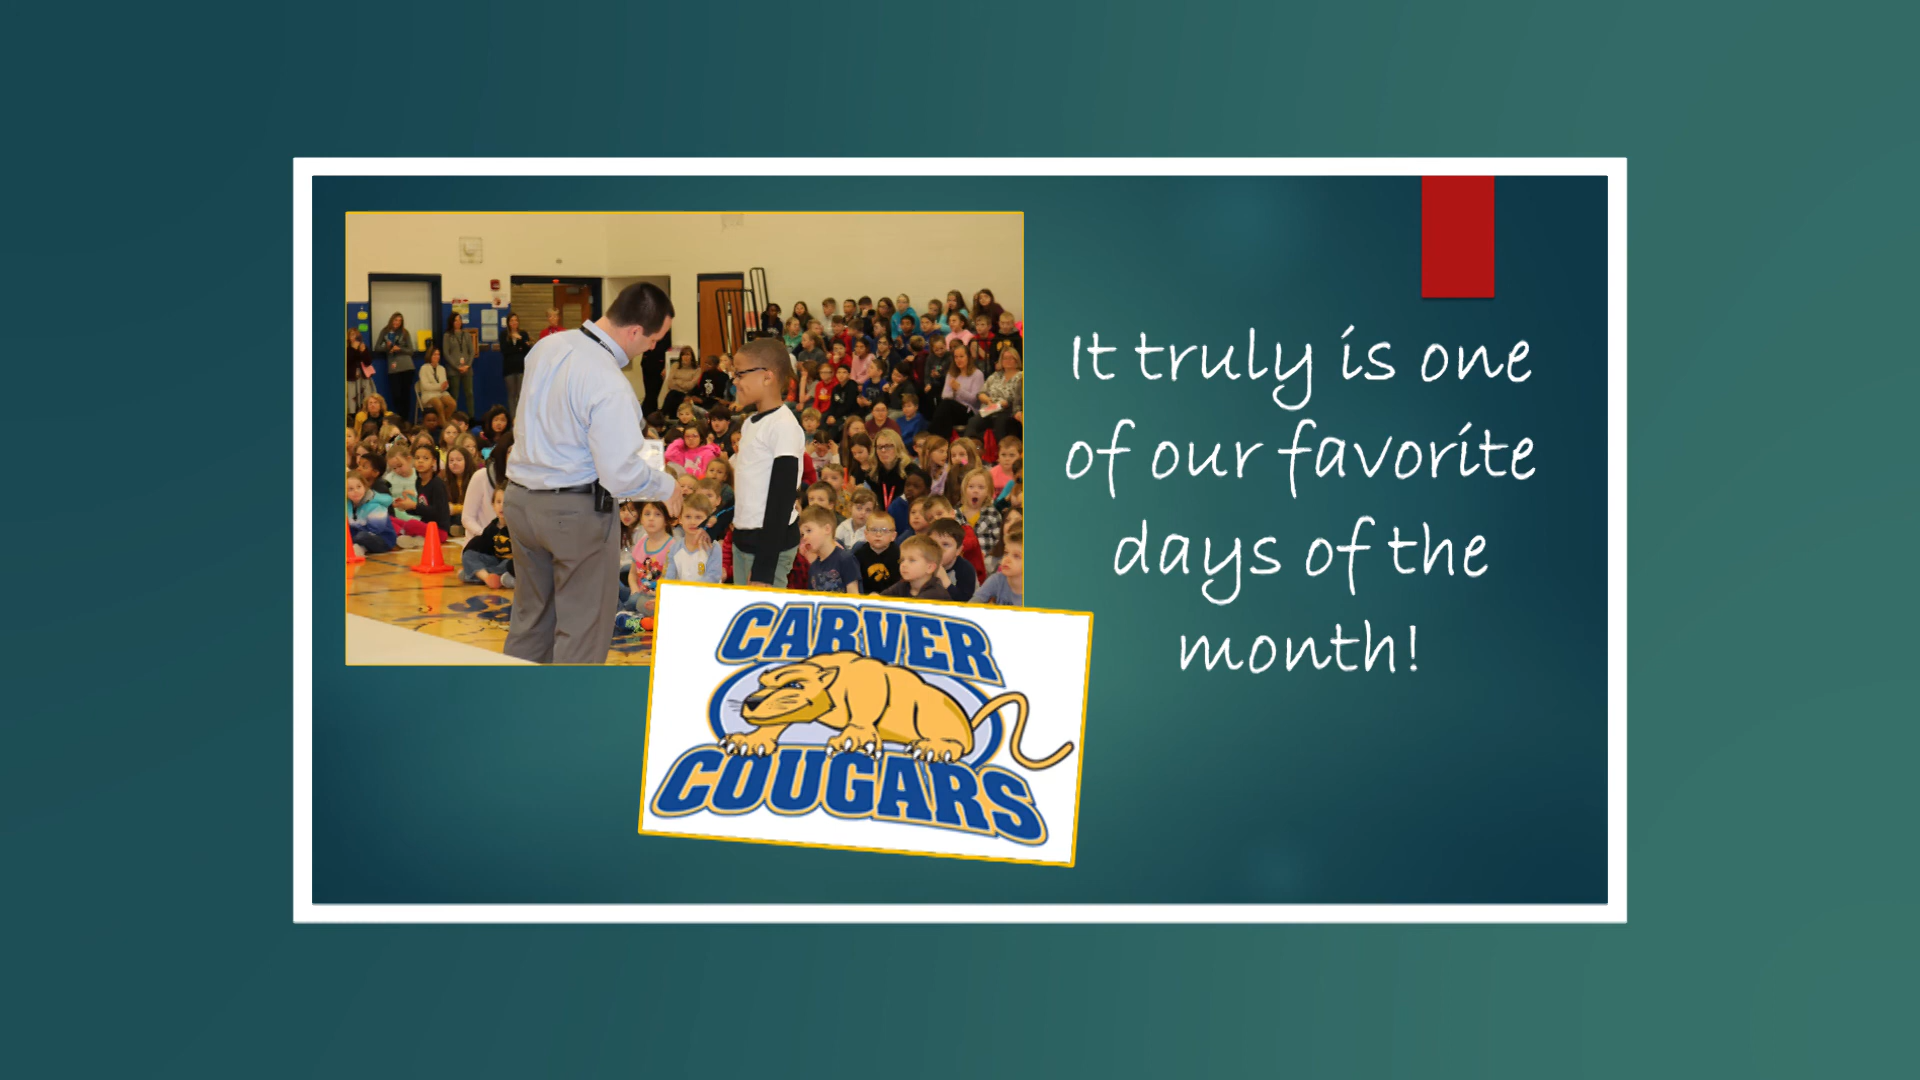 It truly is one
of our favorite
days of the
month!
CARVER
COUGARS